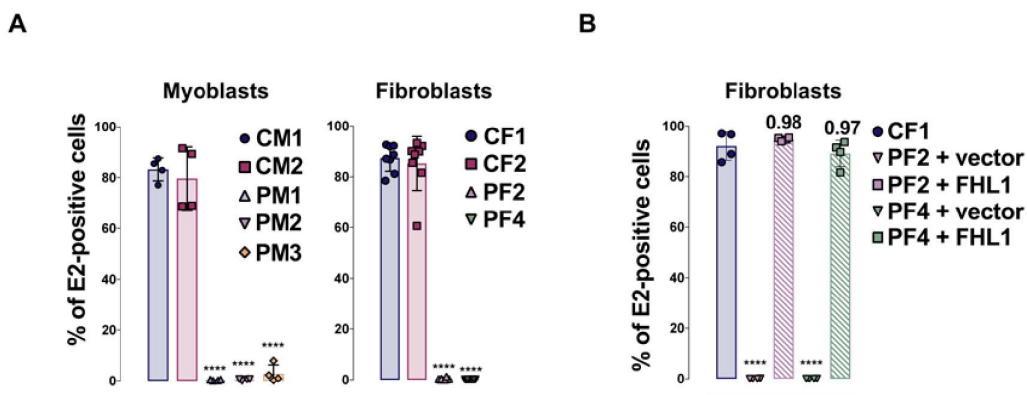 A
B
Myoblasts
Fibroblasts
Fibroblasts
% of E2-positive cells
100
80
60
40
20
0
CM1
CM2
PM1
PM2
PM3
****
****
****
100
80
60
40
20
0
CF1
CF2
PF2
PF4
****
****
% of E2-positive cells
100
80
60
40
20
0
0.98
0.97
****
****
CF1
PF2 + vector
PF2 + FHL1
PF4 + vector
PF4 + FHL1